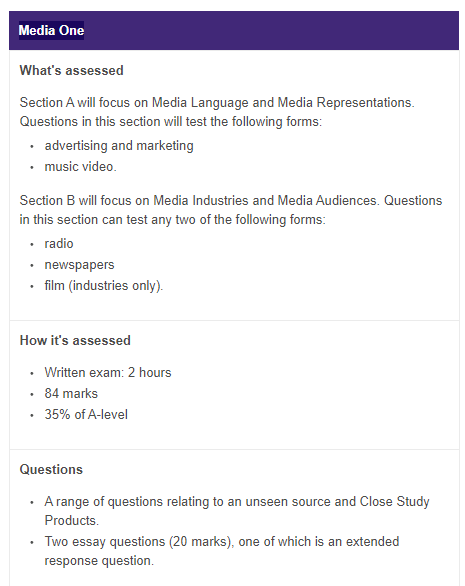 Media One
What's assessed
Section A will focus on Media Language and Media Representations.
Questions in this section will test the following forms:
• advertising and marketing
• music video.
Section B will focus on Media Industries and Media Audiences. Questions
in this section can test any two of the following forms:
• radio
• newspapers
• film (industries only).
How it's assessed
• Written exam: 2 hours
• 84 marks
• 35% of A-level
Questions
• A range of questions relating to an unseen source and Close Study
Products.
• Two essay questions (20 marks), one of which is an extended
response question.